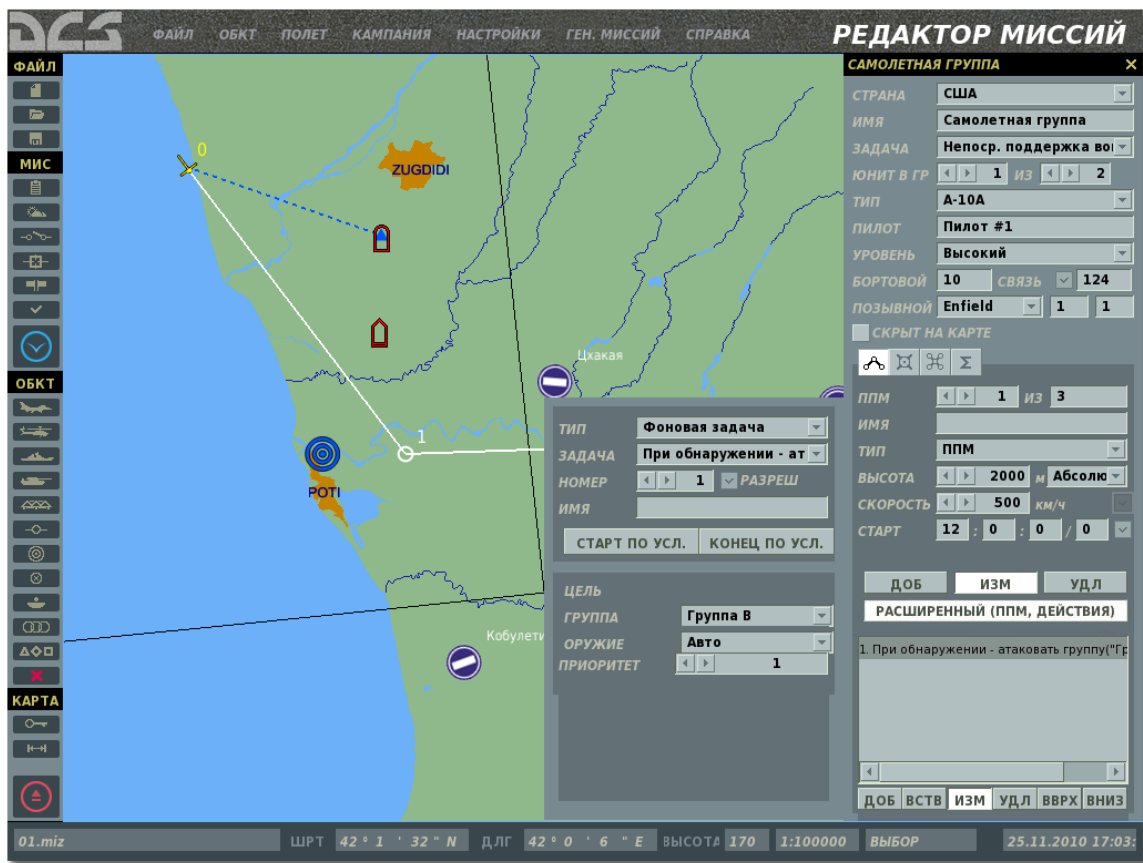 DCS ФАЙЛ ОБКТ ПОЛЕТ КАМПАНИЯ НАСТРОЙКИ ГЕН. МИССИЙ СПРАВКА РЕДАКТОР МИССИЙ
ФАЙЛ
МИС
ОБКТ
КАРТА
0
ZUGDIDI
Цхакая
1
POTI
Кобулети
ТИП Фоновая задача
ЗАДАЧА При обнаружении - ат
НОМЕР 1 РАЗРЕШ
ИМЯ
СТАРТ ПО УСЛ. КОНЕЦ ПО УСЛ.
ЦЕЛЬ
ГРУППА Группа В
ОРУЖИЕ Авто
ПРИОРИТЕТ 1
САМОЛЕТНАЯ ГРУППА
СТРАНА США
ИМЯ Самолетная группа
ЗАДАЧА Непоср. поддержка
ЮНИТ В ГР 1 ИЗ 2
ТИП А-10А
ПИЛОТ Пилот #1
УРОВЕНЬ Высокий
БОРТОВОЙ 10 СВЯЗЬ 124
ПОЗЫВНОЙ Enfield 1 1
СКРЫТ НА КАРТЕ
Σ
ППМ 1 ИЗ 3
ИМЯ
ТИП ППМ
ВЫСОТА 2000 м Абсолю
СКОРОСТЬ 500 км/ч
СТАРТ 12 : 0 : 0 / 0
ДОБ ИЗМ УДЛ
РАСШИРЕННЫЙ (ППМ, ДЕЙСТВИЯ)
1. При обнаружении - атаковать группу("Гр
ДОБ ВСТВ ИЗМ УДЛ ВВРХ ВНИЗ
01.miz ШРТ 42 ° 1 ' 32 " N ДЛГ 42 ° 0 ' 6 " E ВЫСОТА 170 1:100000 ВЫБОР 25.11.2010 17:03: